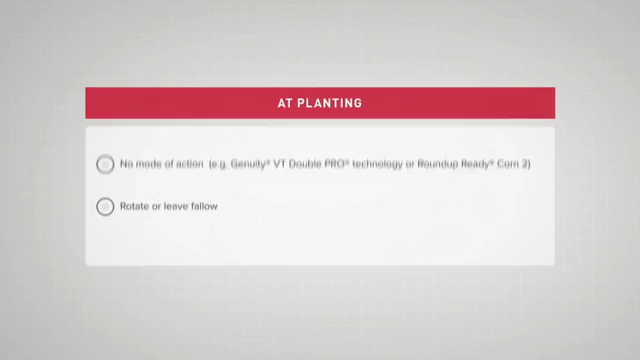 AT PLANTING
No mode of action (e.g. Genuity® VT Double PRO® technology or Roundup Ready® Corn 2)
Rotate or leave fallow